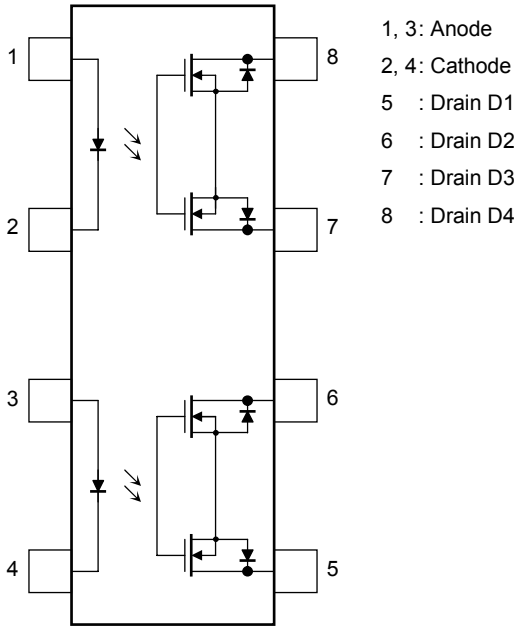 1
2
3
4
8
7
6
5
1, 3: Anode
2, 4: Cathode
5 : Drain D1
6 : Drain D2
7 : Drain D3
8 : Drain D4